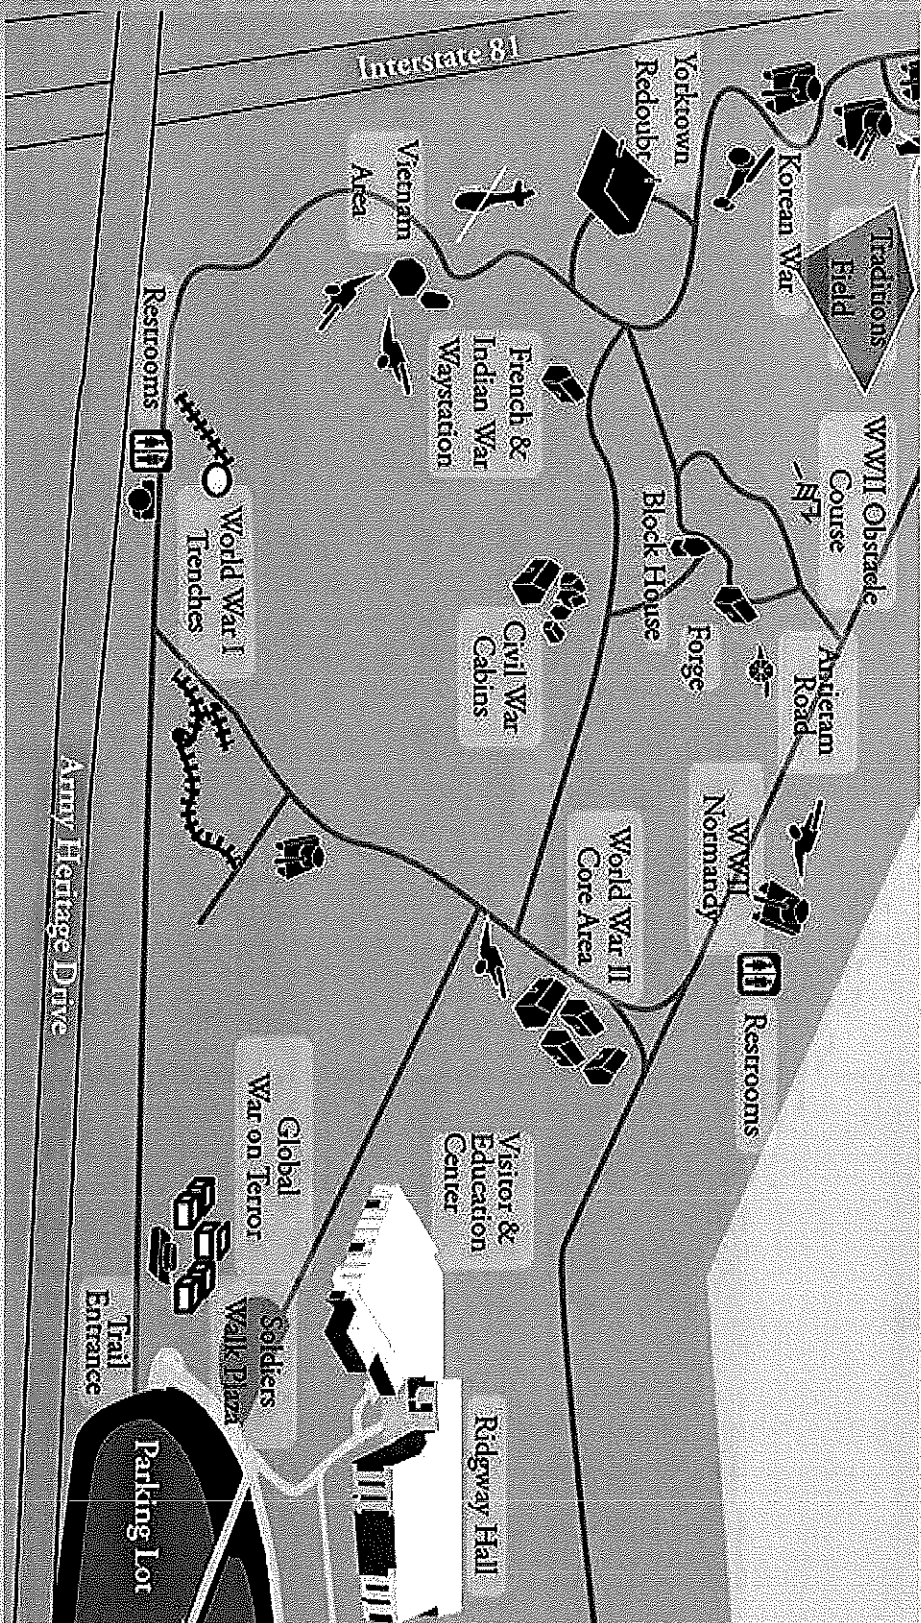 Interstate 81
Yorktown
Redoubt
Korean War
Traditions
Field
Vietnam
Area
French &
Indian War
Waystation
WWII Obstacle
Course
Block House
Forge
Antietam
Road
Restrooms
World War I
Trenches
Civil War
Cabins
WWII
Normandy
World War II
Core Area
Restrooms
Army Heritage Drive
Global
War on Terror
Visitor &
Education
Center
Trail
Entrance
Soldiers
Walk Plaza
Ridgway Hall
Parking Lot